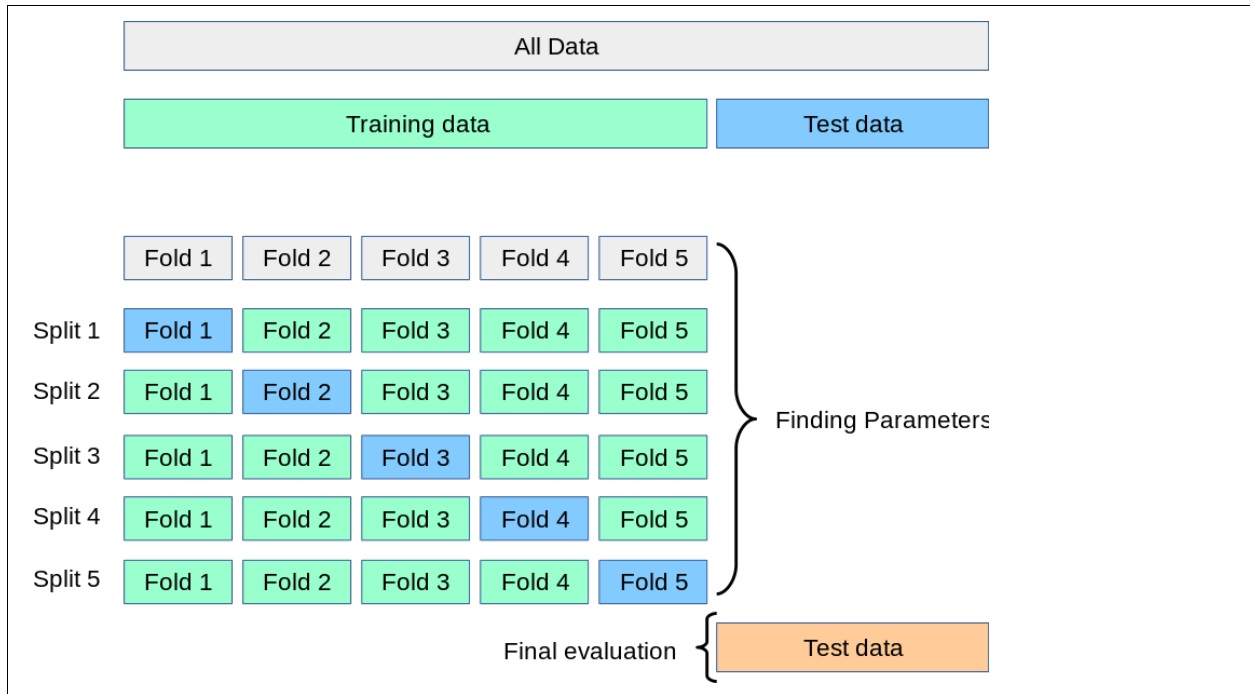 All Data
Training data Test data
Fold 1 Fold 2 Fold 3 Fold 4 Fold 5
Split 1 Fold 1 Fold 2 Fold 3 Fold 4 Fold 5
Split 2 Fold 1 Fold 2 Fold 3 Fold 4 Fold 5
Finding Parameters
Split 3 Fold 1 Fold 2 Fold 3 Fold 4 Fold 5
Split 4 Fold 1 Fold 2 Fold 3 Fold 4 Fold 5
Split 5 Fold 1 Fold 2 Fold 3 Fold 4 Fold 5
Final evaluation Test data